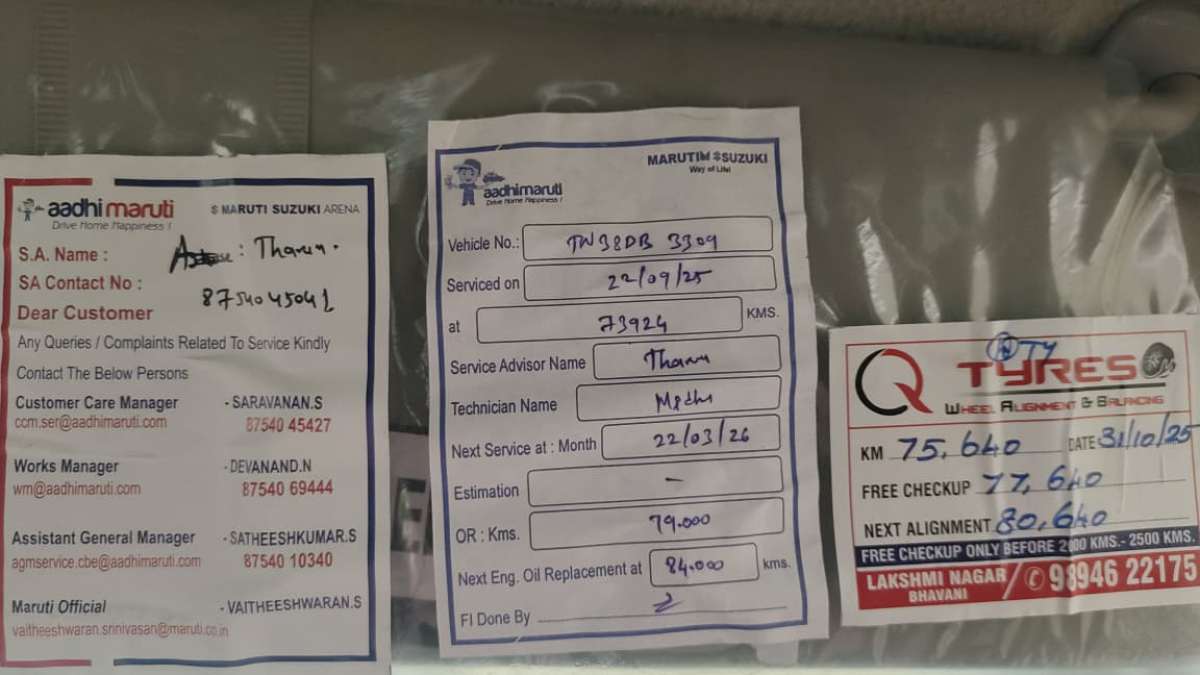 aadhi maruti
Drive Home Happiness !
MARUTI SUZUKI ARENA
S.A. Name : : Tharun.
SA Contact No : 8754045041
Dear Customer
Any Queries / Complaints Related To Service Kindly
Contact The Below Persons
Customer Care Manager - SARAVANAN.S
ccm.ser@aadhimaruti.com 87540 45427
Works Manager - DEVANAND.N
wm@aadhimaruti.com 87540 69444
Assistant General Manager - SATHEESHKUMAR.S
agmservice.cbe@aadhimaruti.com 87540 10340
Maruti Official - VAITHEESHWARAN.S
vaitheeshwaran.srinivasan@maruti.co.in
aadhimaruti
Drive Home Happiness !
MARUTI SUZUKI
Way of Life!
Vehicle No.: TN38DB 3309
Serviced on 22/09/25
at 73924 KMS.
Service Advisor Name Tharun
Technician Name
Next Service at : Month 22/03/26
Estimation -
OR : Kms. 79.000
Next Eng. Oil Replacement at 84.000 kms.
FI Done By
TYRES
WHEEL ALIGNMENT & BALANCING
KM 75,640 DATE 31/10/25
FREE CHECKUP 77,640
NEXT ALIGNMENT 80,640
FREE CHECKUP ONLY BEFORE 2000 KMS.- 2500 KMS.
LAKSHMI NAGAR
BHAVANI / 98946 22175